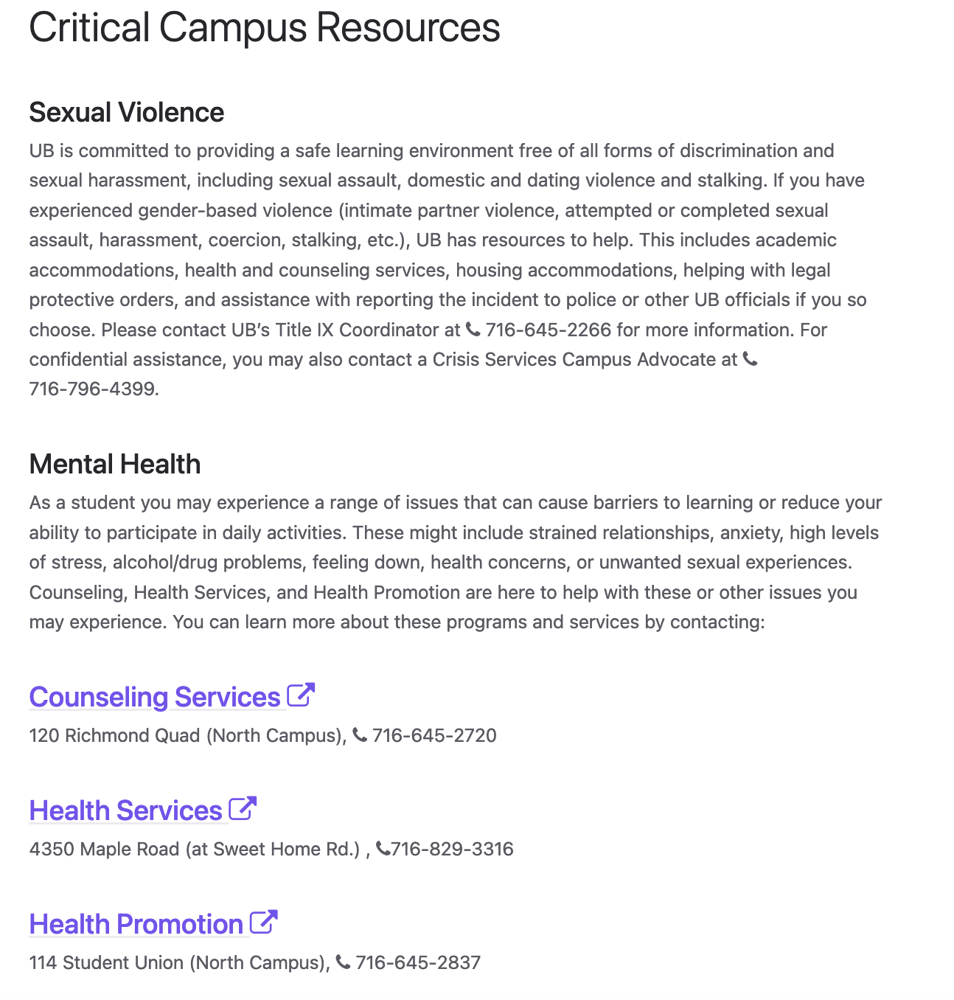 Critical Campus Resources
Sexual Violence
UB is committed to providing a safe learning environment free of all forms of discrimination and
sexual harassment, including sexual assault, domestic and dating violence and stalking. If you have
experienced gender-based violence (intimate partner violence, attempted or completed sexual
assault, harassment, coercion, stalking, etc.), UB has resources to help. This includes academic
accommodations, health and counseling services, housing accommodations, helping with legal
protective orders, and assistance with reporting the incident to police or other UB officials if you so
choose. Please contact UB’s Title IX Coordinator at 716-645-2266 for more information. For
confidential assistance, you may also contact a Crisis Services Campus Advocate at
716-796-4399.
Mental Health
As a student you may experience a range of issues that can cause barriers to learning or reduce your
ability to participate in daily activities. These might include strained relationships, anxiety, high levels
of stress, alcohol/drug problems, feeling down, health concerns, or unwanted sexual experiences.
Counseling, Health Services, and Health Promotion are here to help with these or other issues you
may experience. You can learn more about these programs and services by contacting:
Counseling Services
120 Richmond Quad (North Campus), 716-645-2720
Health Services
4350 Maple Road (at Sweet Home Rd.) , 716-829-3316
Health Promotion
114 Student Union (North Campus), 716-645-2837